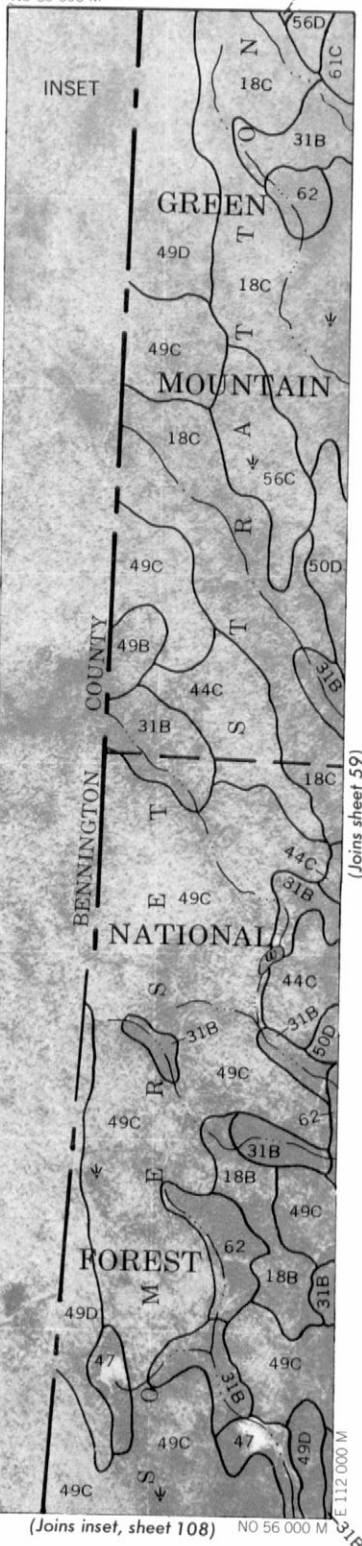 INSET
56D
61C
18C
N
O
T
T
A
R
T
S
31B
62
GREEN
49D
18C
49C
MOUNTAIN
18C
56C
50D
49C
49B
44C
31B
31B
BENNINGTON COUNTY
18C
(Joins sheet 59)
44C
31B
T
E
S
R
E
M
O
S
49C
NATIONAL
44C
31B
50D
31B
49C
49C
62
31B
18B
49C
62
18B
31B
FOREST
49D
49C
47
31B
49C
47
49D
49C
(Joins inset, sheet 108)
NO 56 000 M
E 112 000 M
31B